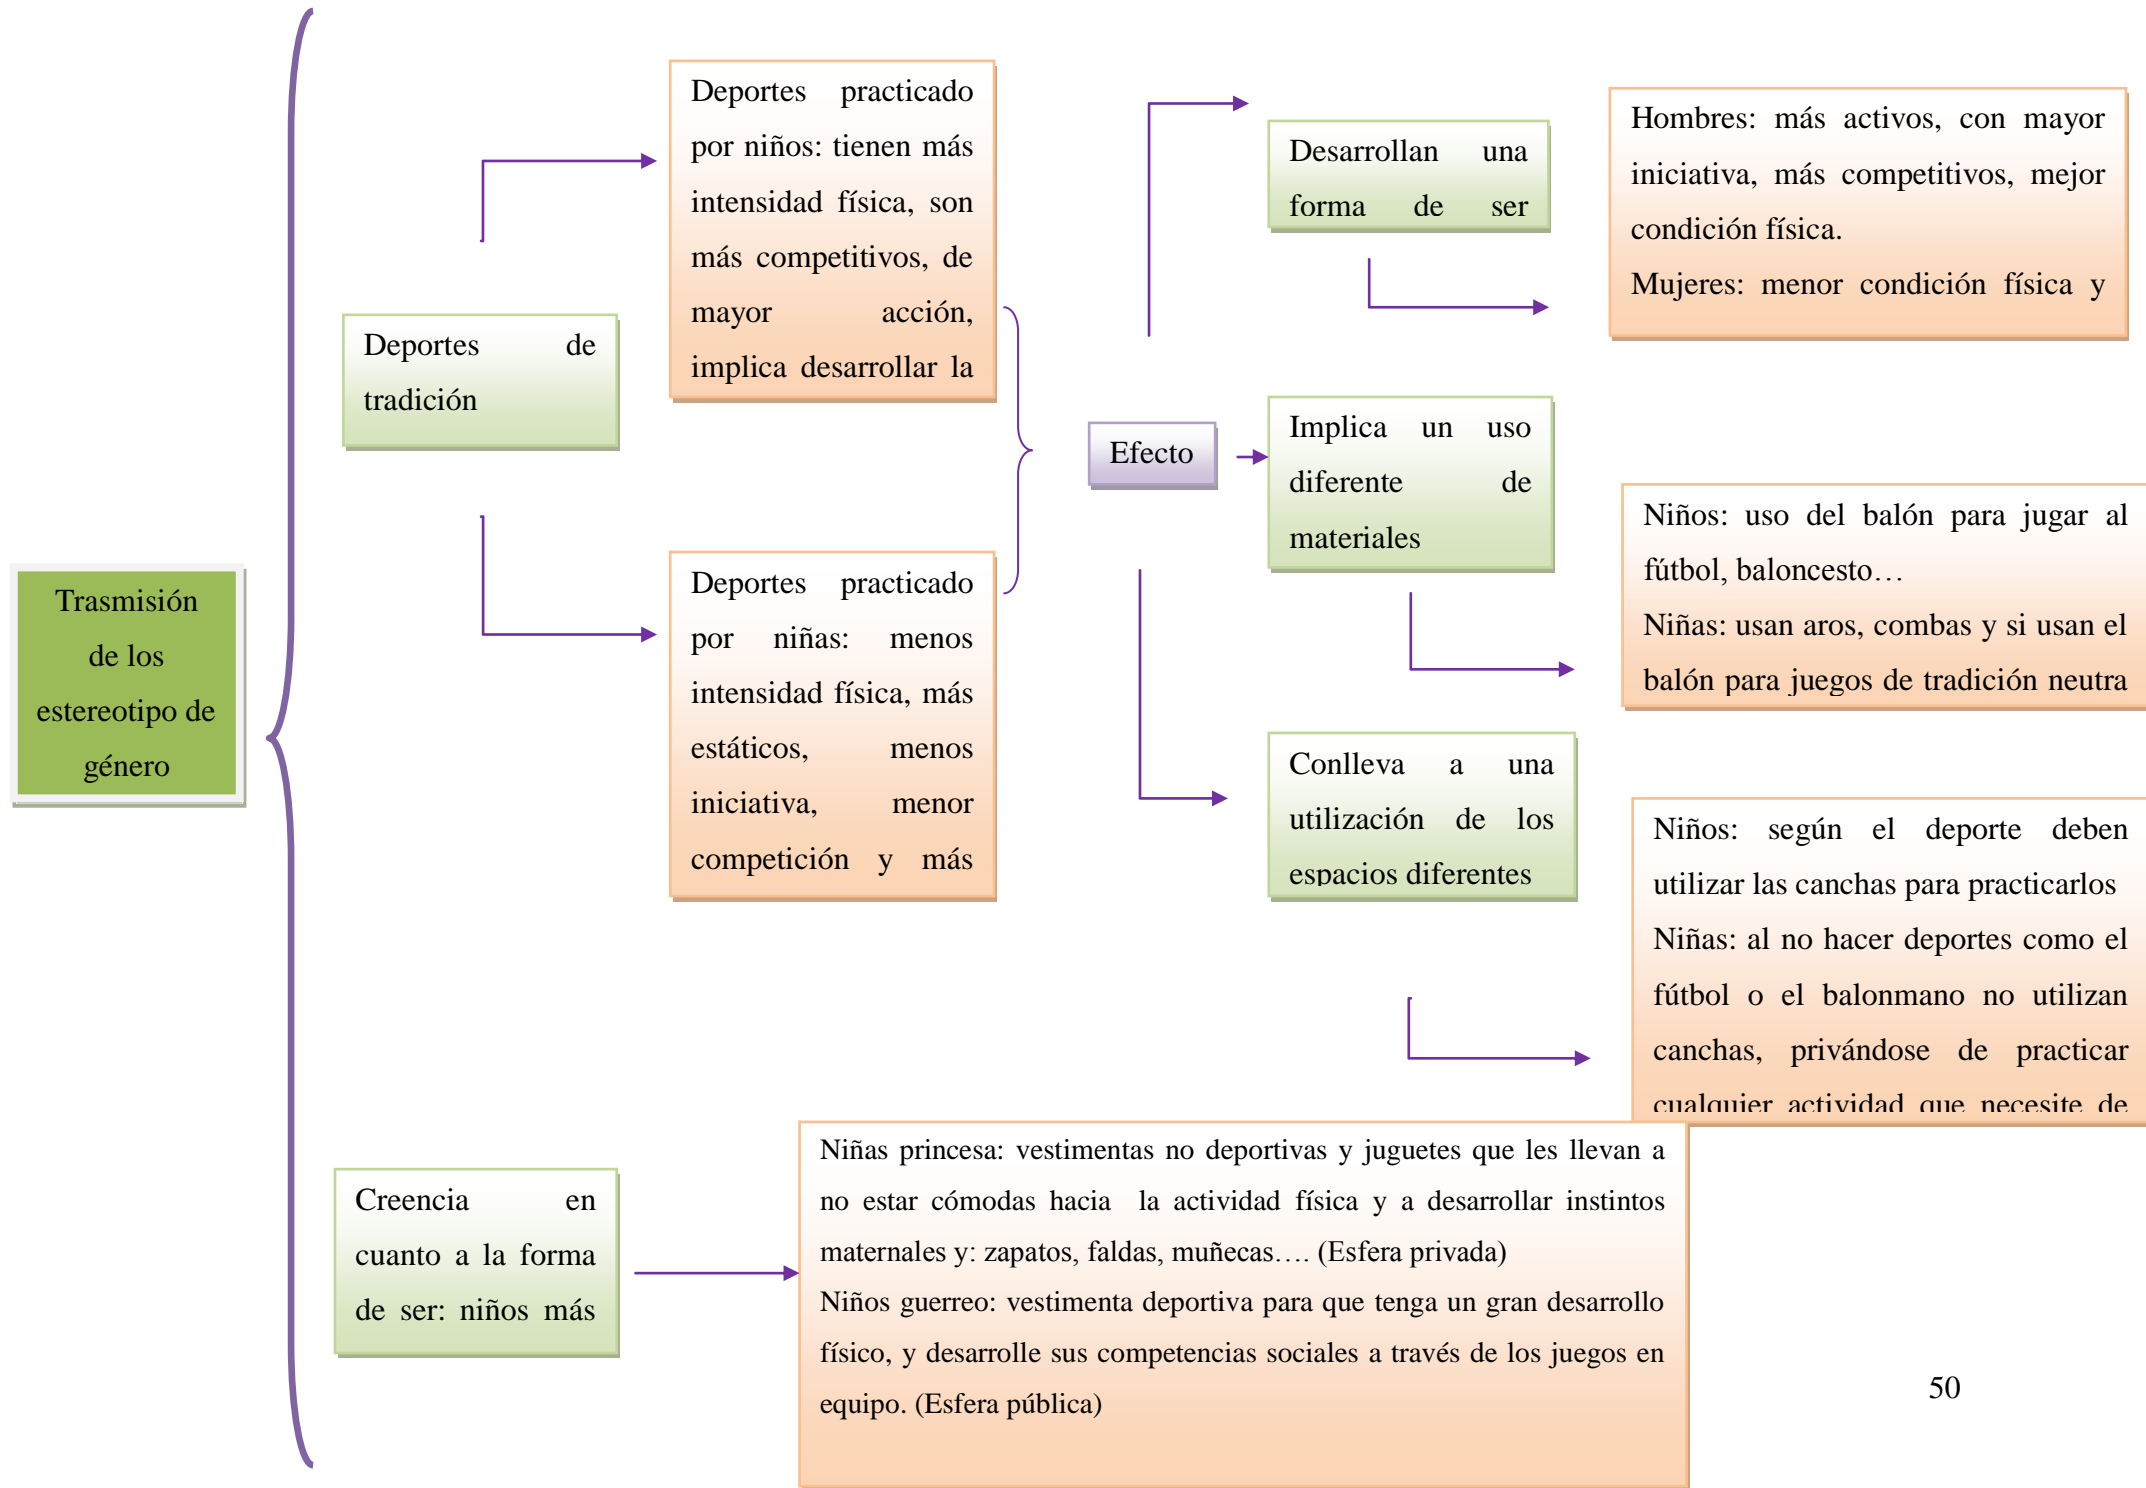 Trasmisión
de los
estereotipo de
género
Deportes de
tradición
Deportes practicado
por niños: tienen más
intensidad física, son
más competitivos, de
mayor acción,
implica desarrollar la
Deportes practicado
por niñas: menos
intensidad física, más
estáticos, menos
iniciativa, menor
competición y más
Efecto
Desarrollan una
forma de ser
Hombres: más activos, con mayor
iniciativa, más competitivos, mejor
condición física.
Mujeres: menor condición física y
Implica un uso
diferente de
materiales
Niños: uso del balón para jugar al
fútbol, baloncesto…
Niñas: usan aros, combas y si usan el
balón para juegos de tradición neutra
Conlleva a una
utilización de los
espacios diferentes
Niños: según el deporte deben
utilizar las canchas para practicarlos
Niñas: al no hacer deportes como el
fútbol o el balonmano no utilizan
canchas, privándose de practicar
cualquier actividad que necesite de
Creencia en
cuanto a la forma
de ser: niños más
Niñas princesa: vestimentas no deportivas y juguetes que les llevan a
no estar cómodas hacia la actividad física y a desarrollar instintos
maternales y: zapatos, faldas, muñecas…. (Esfera privada)
Niños guerreo: vestimenta deportiva para que tenga un gran desarrollo
físico, y desarrolle sus competencias sociales a través de los juegos en
equipo. (Esfera pública)
50